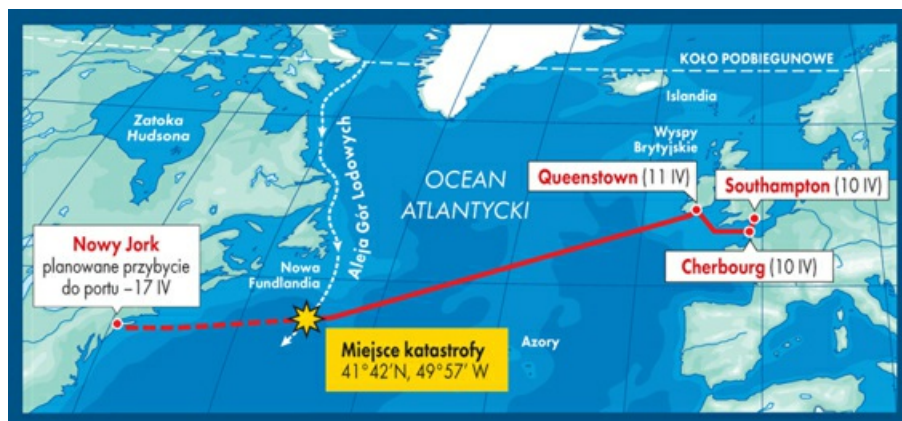 KOŁO PODBIEGUNOWE
Islandia
Zatoka
Hudsona
Wyspy
Brytyjskie
Aleja Gór Lodowych
OCEAN
ATLANTYCKI
Queenstown (11 IV)
Southampton (10 IV)
Cherbourg (10 IV)
Nowy Jork
planowane przybycie
do portu –17 IV
Nowa
Fundlandia
Miejsce katastrofy
41°42’N, 49°57’ W
Azory